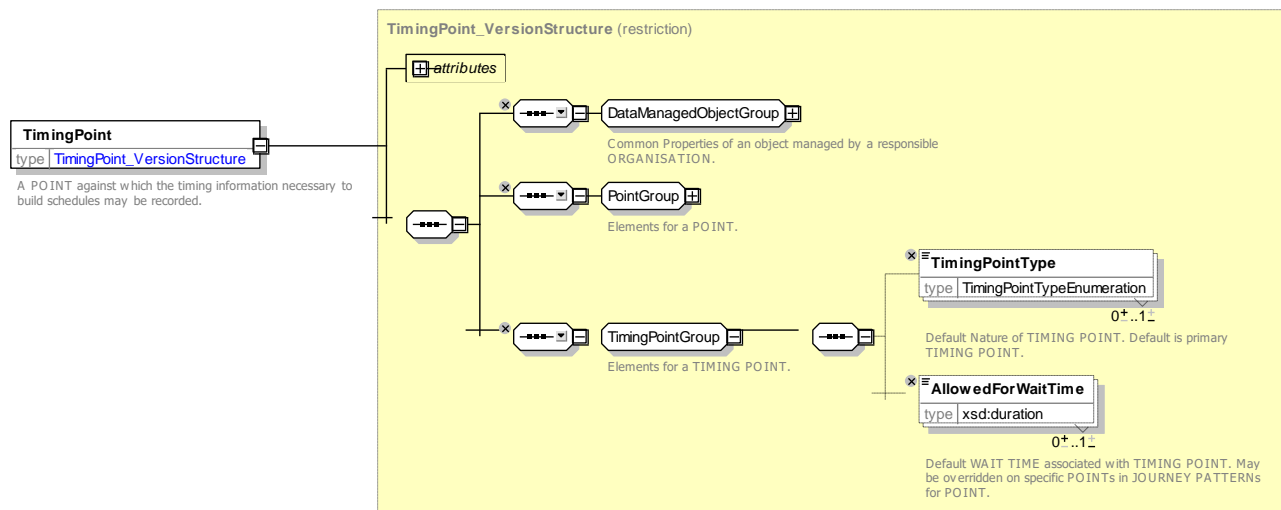 TimingPoint_VersionStructure (restriction)
attributes
DataManagedObjectGroup
Common Properties of an object managed by a responsible
ORGANISATION.
TimingPoint
type TimingPoint_VersionStructure
A POINT against which the timing information necessary to
build schedules may be recorded.
PointGroup
Elements for a POINT.
TimingPointType
type TimingPointTypeEnumeration
0..1
Default Nature of TIMING POINT. Default is primary
TIMING POINT.
TimingPointGroup
Elements for a TIMING POINT.
AllowedForWaitTime
type xsd:duration
0..1
Default WAIT TIME associated with TIMING POINT. May
be overridden on specific POINTs in JOURNEY PATTERNs
for POINT.